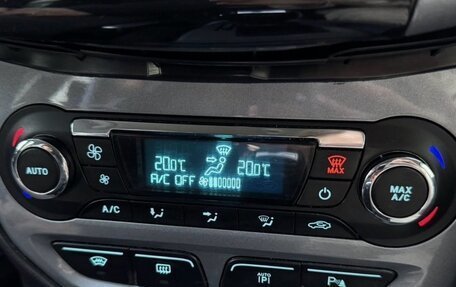 AUTO
20.0°C 20.0°C
A/C OFF
MAX
MAX
A/C
A/C
AUTO
P
P